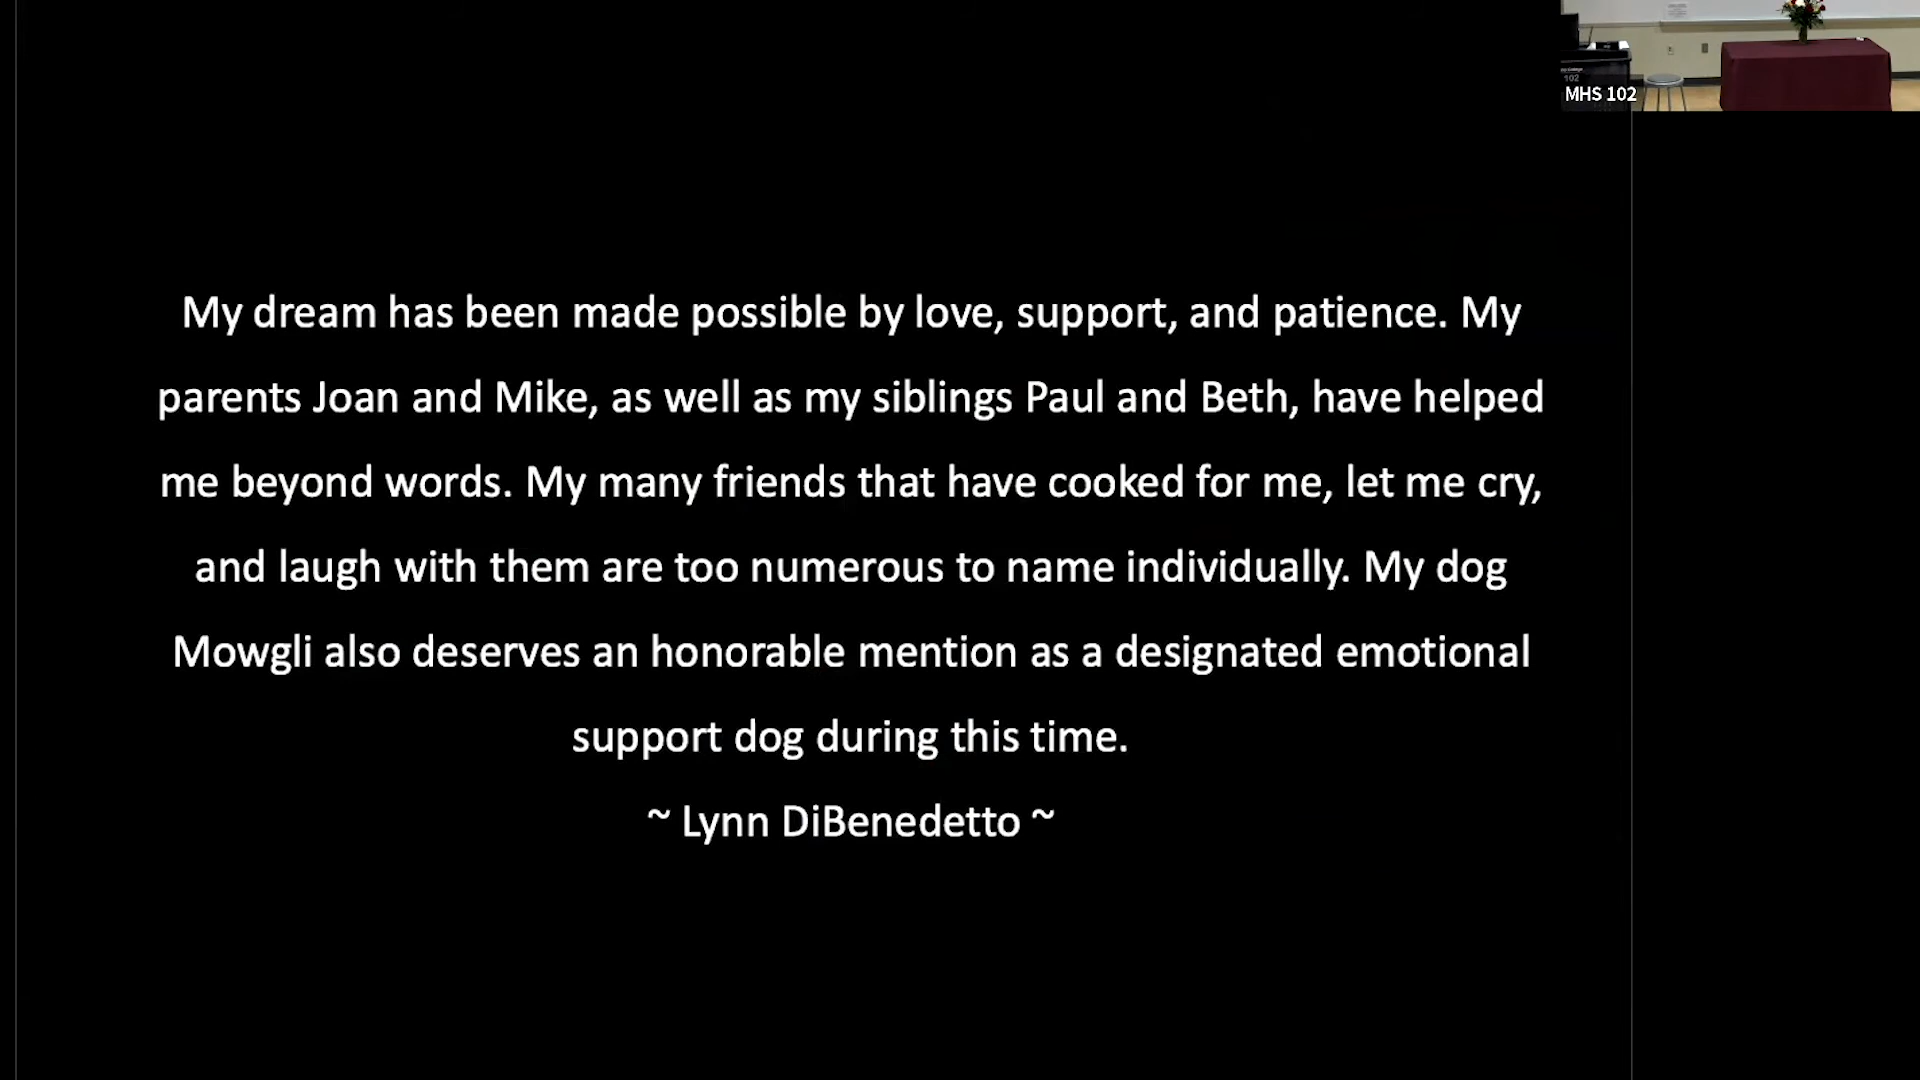 My dream has been made possible by love, support, and patience. My
parents Joan and Mike, as well as my siblings Paul and Beth, have helped
me beyond words. My many friends that have cooked for me, let me cry,
and laugh with them are too numerous to name individually. My dog
Mowgli also deserves an honorable mention as a designated emotional
support dog during this time.
~ Lynn DiBenedetto ~
102
MHS 102